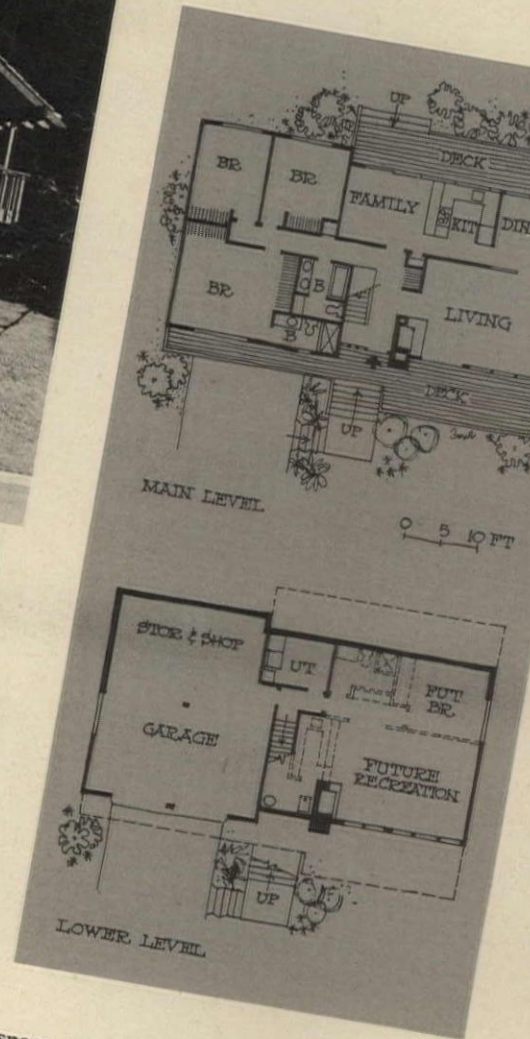 UP
DECK
BR
BR
FAMILY
KIT
DIN
BR
B
LIVING
B
DECK
UP
MAIN LEVEL
0 5 10 FT
STOR & SHOP
UT
FUT
BR
GARAGE
FUTURE
RECREATION
UP
LOWER LEVEL